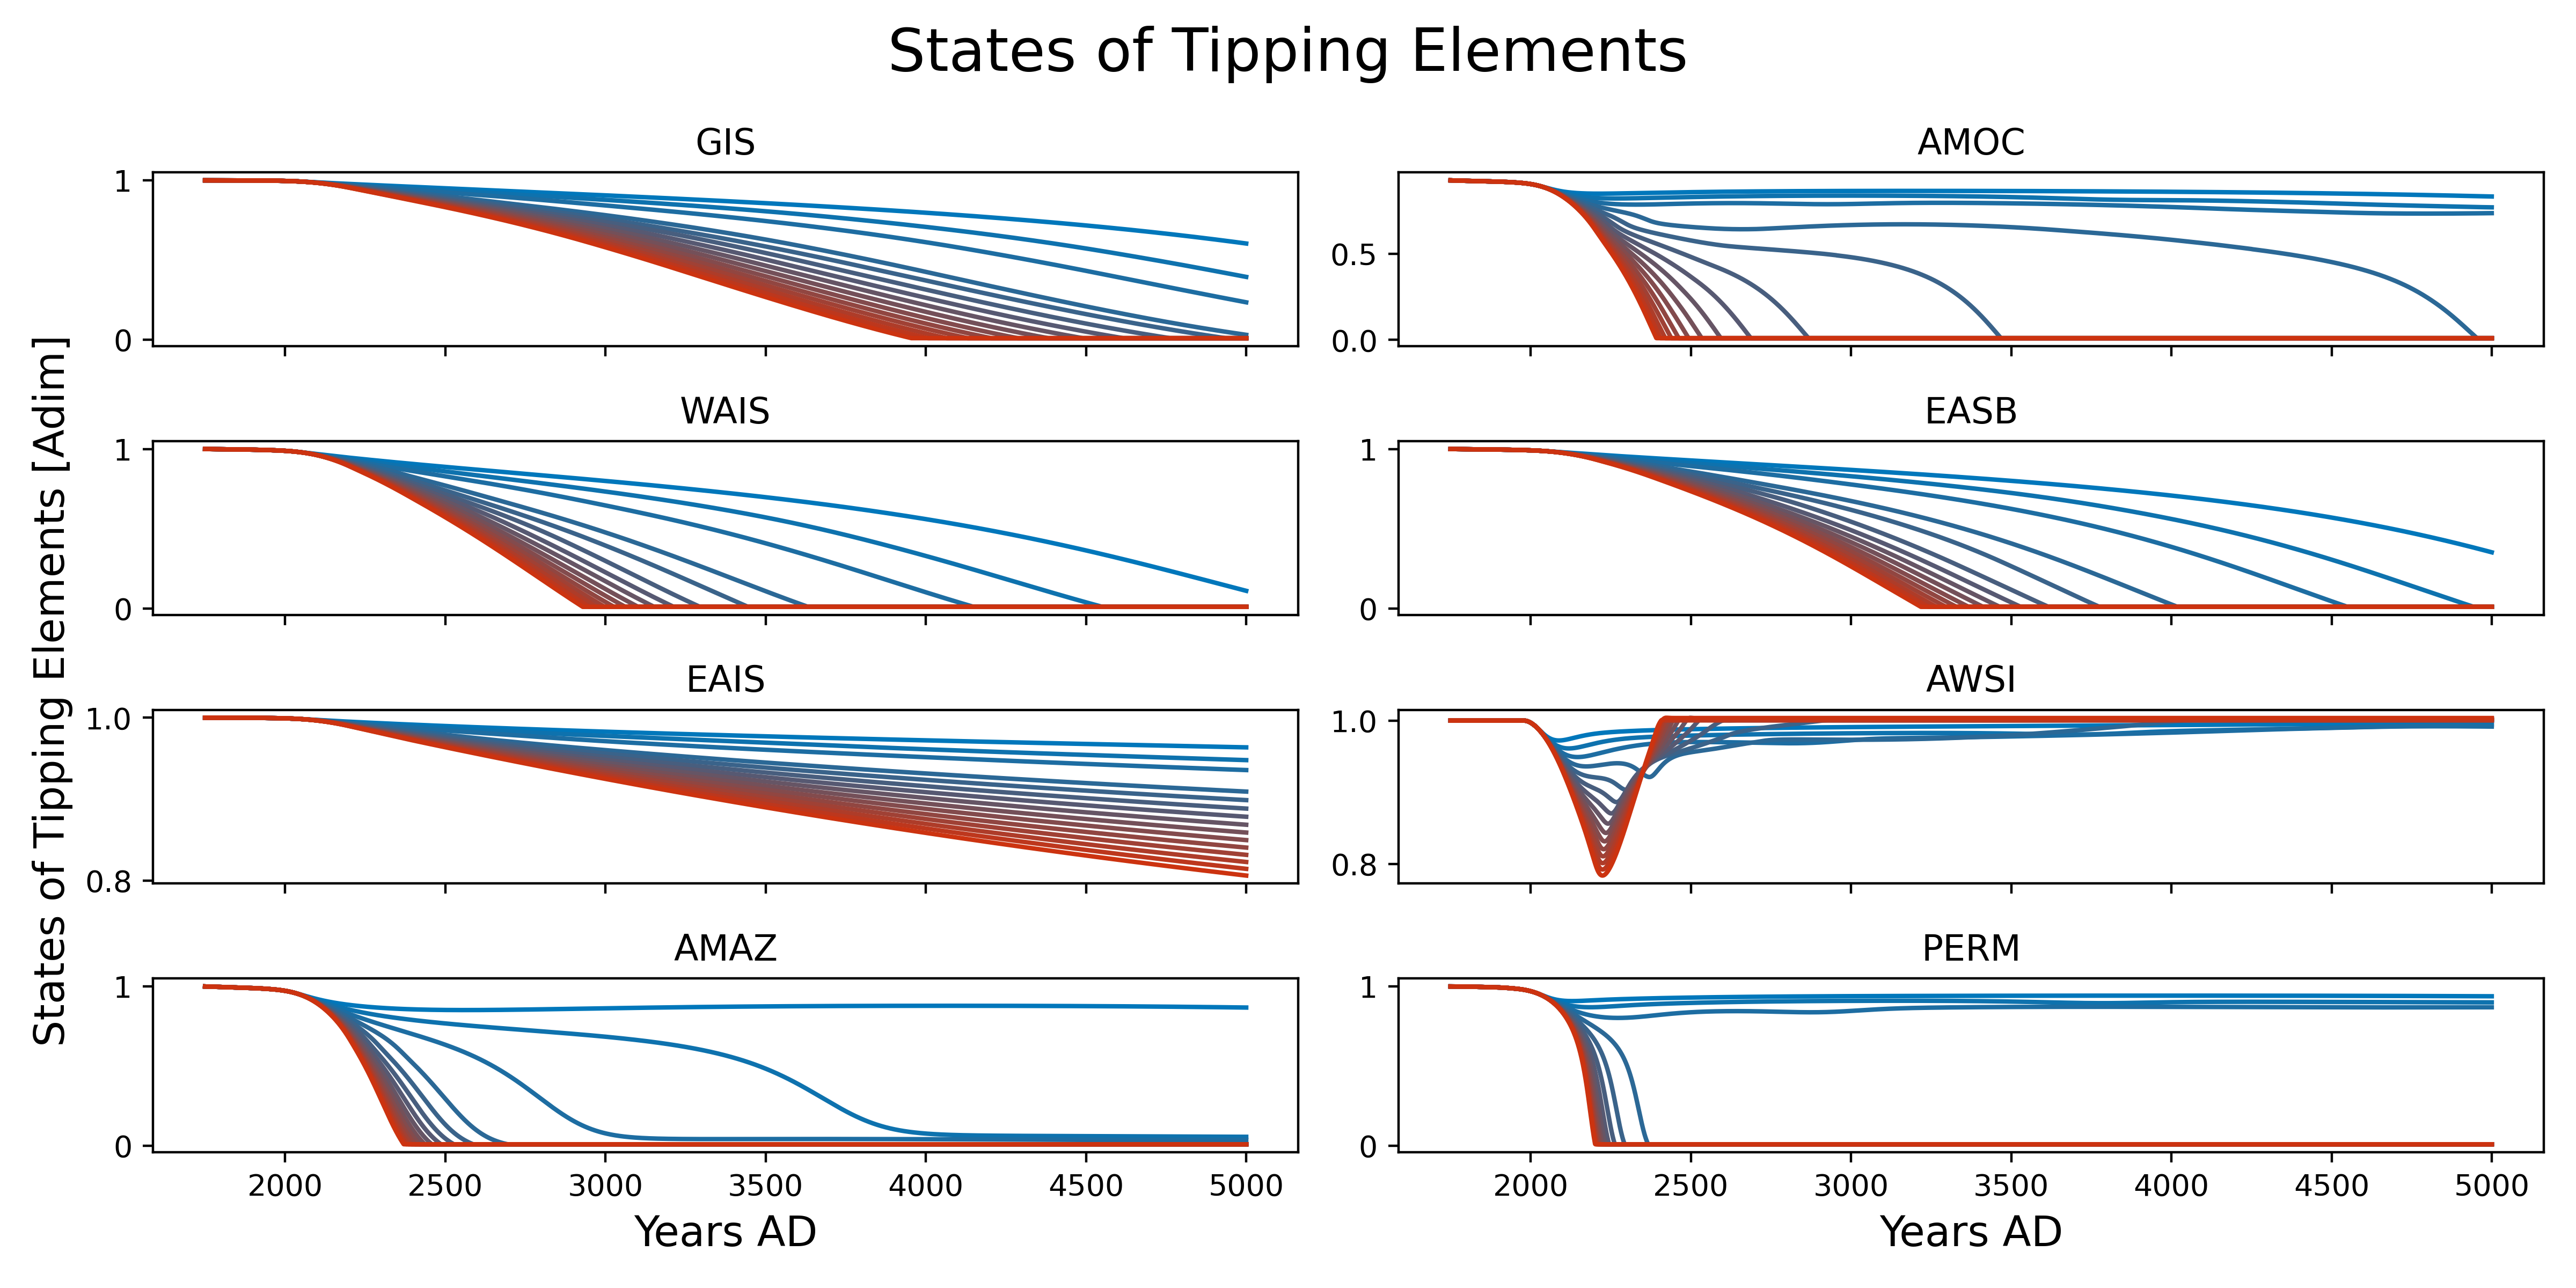 States of Tipping Elements
GIS
AMOC
1
0
0.5
0.0
WAIS
EASB
1
0
1
0
States of Tipping Elements [Adim]
EAIS
AWSI
1.0
0.8
1.0
0.8
AMAZ
PERM
1
0
1
0
2000 2500 3000 3500 4000 4500 5000
2000 2500 3000 3500 4000 4500 5000
Years AD
Years AD